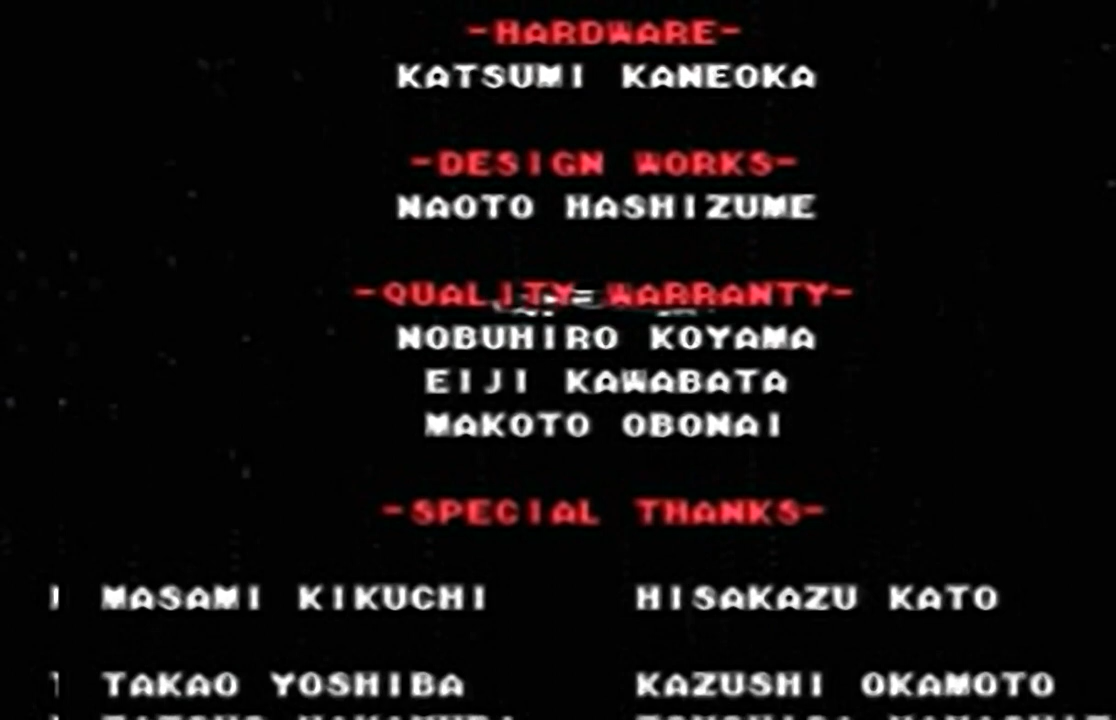 -HARDWARE-
KATSUMI KANEOKA
-DESIGN WORKS-
NAOTO HASHIZUME
-QUALITY WARRANTY-
NOBUHIRO KOYAMA
EIJI KAWABATA
MAKOTO OBONAI
-SPECIAL THANKS-
MASAMI KIKUCHI HISAKAZU KATO
TAKAO YOSHIBA KAZUSHI OKAMOTO